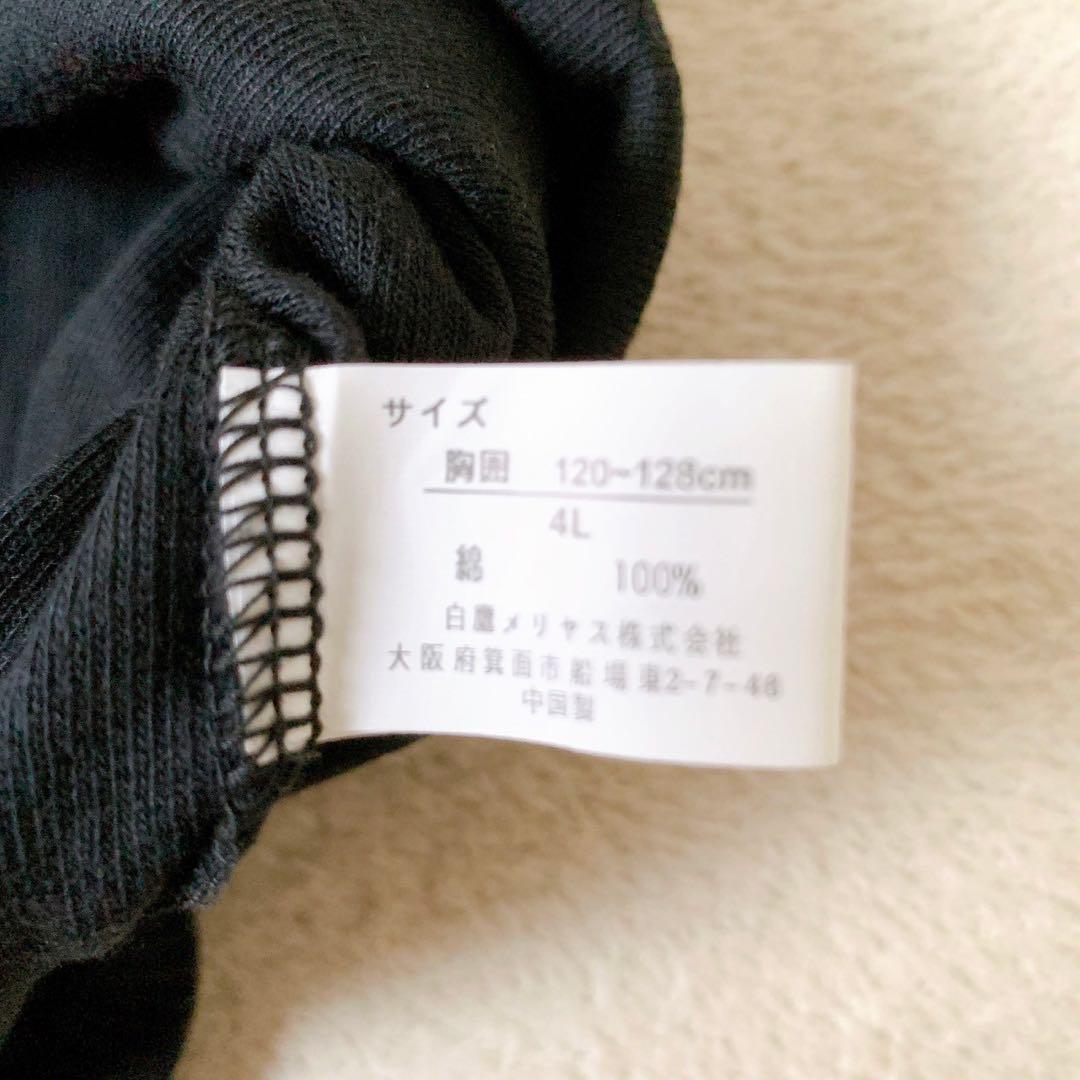 サイズ
胸囲 120~128cm
4L
綿 100%
白鷹メリヤス株式会社
大阪府箕面市船場東2-7-48
中国製